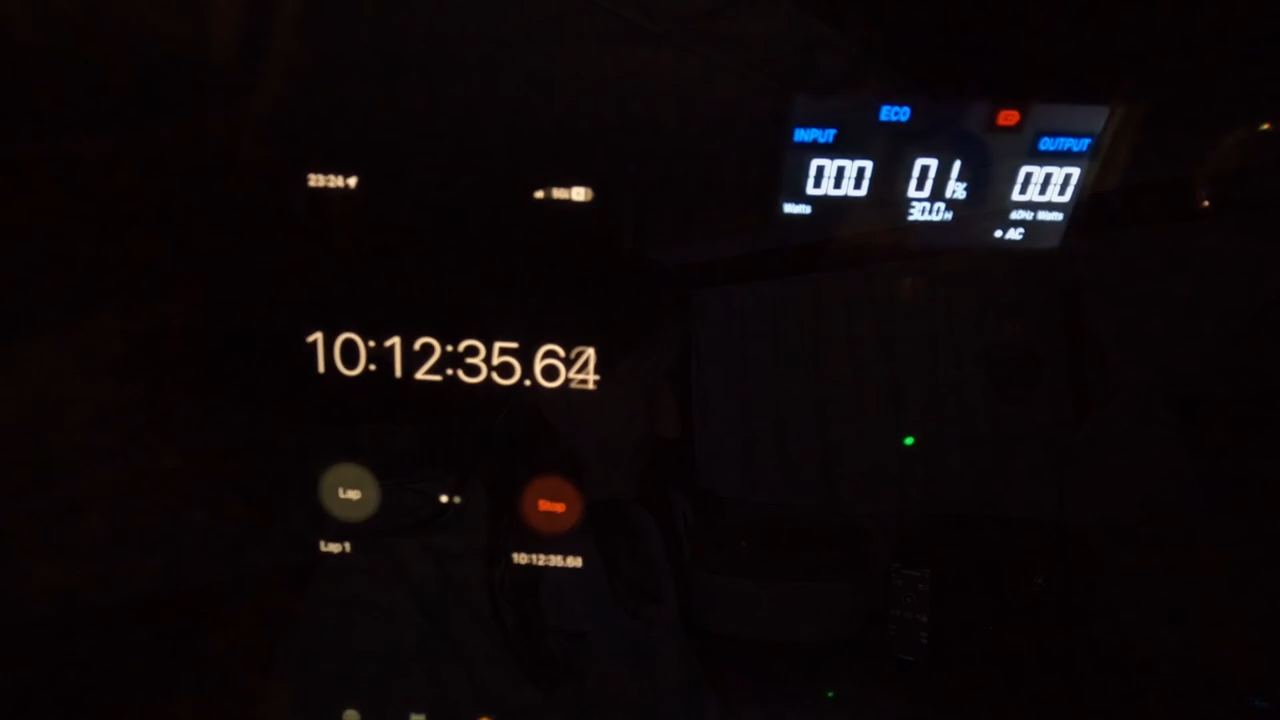 23:24
10:12:35.64
Lap
Stop
Lap 1
10:12:35.68
ECO
INPUT
OUTPUT
000
01%
000
Watts
30.0H
60Hz Watts
AC